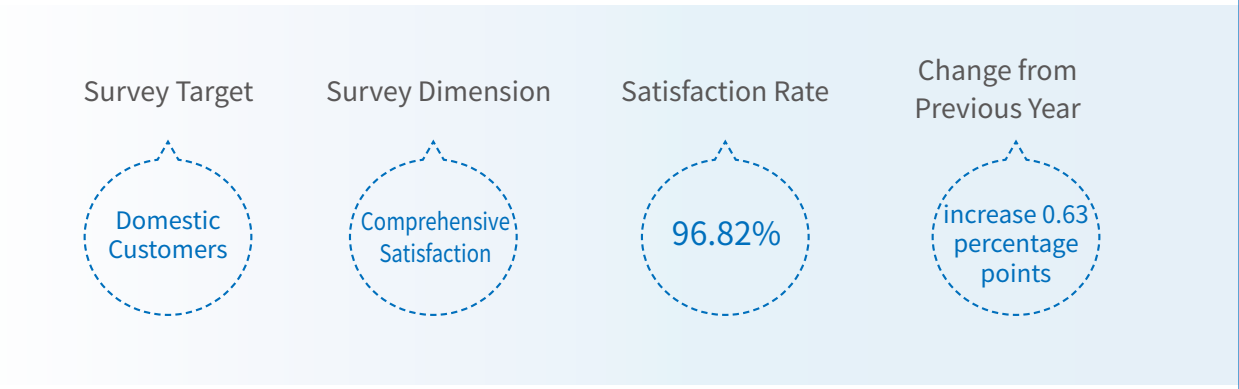 Survey Target
Survey Dimension
Satisfaction Rate
Change from
Previous Year
Domestic
Customers
Comprehensive
Satisfaction
96.82%
increase 0.63
percentage
points